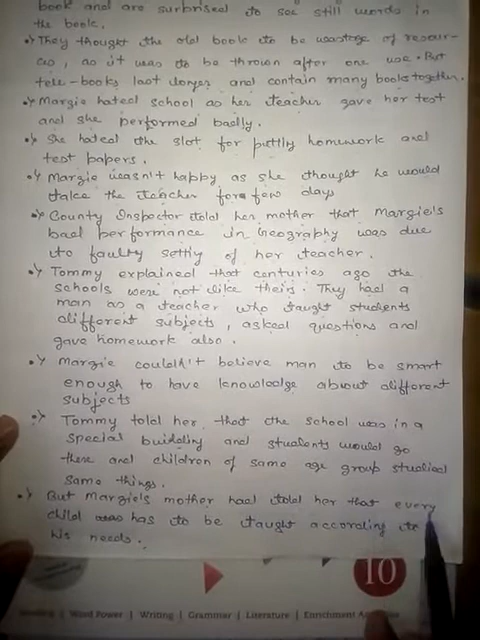 book and are surprised to see still words in
the book.
• They thought the old book to be wastage of resour-
ces, as it was to be thrown after one use. But
tele-books last longer and contain many books together.
• Margie hated school as her teacher gave her test
and she performed badly.
• She hated the slot for putting homework and
test papers.
• Margie wasn't happy as she thought he would
take the teacher for few days
• County Inspector told her mother that Margie's
bad performance in Geography was due
to faulty setting of her teacher.
• Tommy explained that centuries ago the
schools were not like theirs. They had a
man as a teacher who taught students
different subjects, asked questions and
gave homework also.
• Margie couldn't believe man to be smart
enough to have knowledge about different
subjects
• Tommy told her that the school was in a
special building and students would go
there and children of same age group studied
same things.
• But Margie's mother had told her that every
child has to be taught according to
his needs.
10
Reading | Word Power | Writing | Grammar | Literature | Enrichment